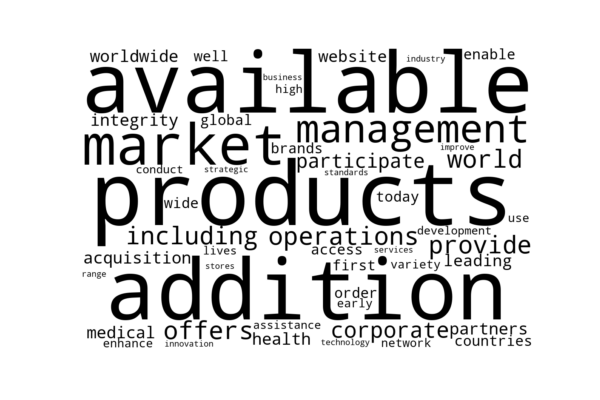 worldwide well website industry enable
available
business
high
integrity global management
market brands improve
participate world
conduct strategic standards
products
wide today use
including operations development
provide
acquisition lives access services leading
range stores first variety
addition
order
early
medical offers assistance corporate partners
enhance innovation health technology network countries